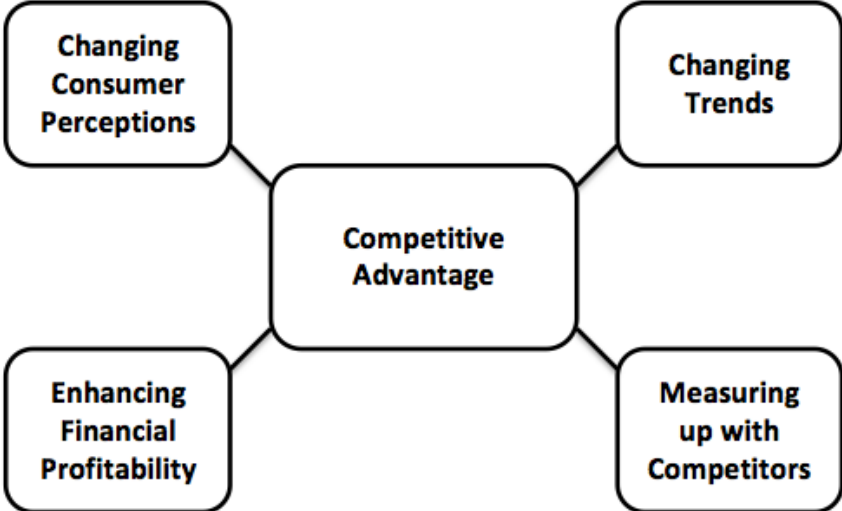 Changing
Consumer
Perceptions
Changing
Trends
Competitive
Advantage
Enhancing
Financial
Profitability
Measuring
up with
Competitors